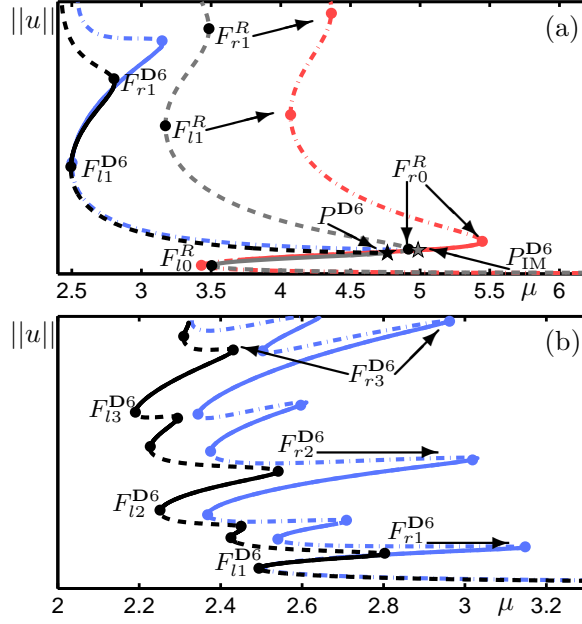 ||u|| (a)
F_{r1}^R
F_{r1}^{D6}
F_{l1}^R
F_{l1}^{D6}
F_{r0}^R
P^{D6}
F_{l0}^R P_{IM}^{D6}
2.5 3 3.5 4 4.5 5 5.5 μ 6
||u|| (b)
F_{r3}^{D6}
F_{l3}^{D6}
F_{r2}^{D6}
F_{l2}^{D6}
F_{r1}^{D6}
F_{l1}^{D6}
2 2.2 2.4 2.6 2.8 3 μ 3.2